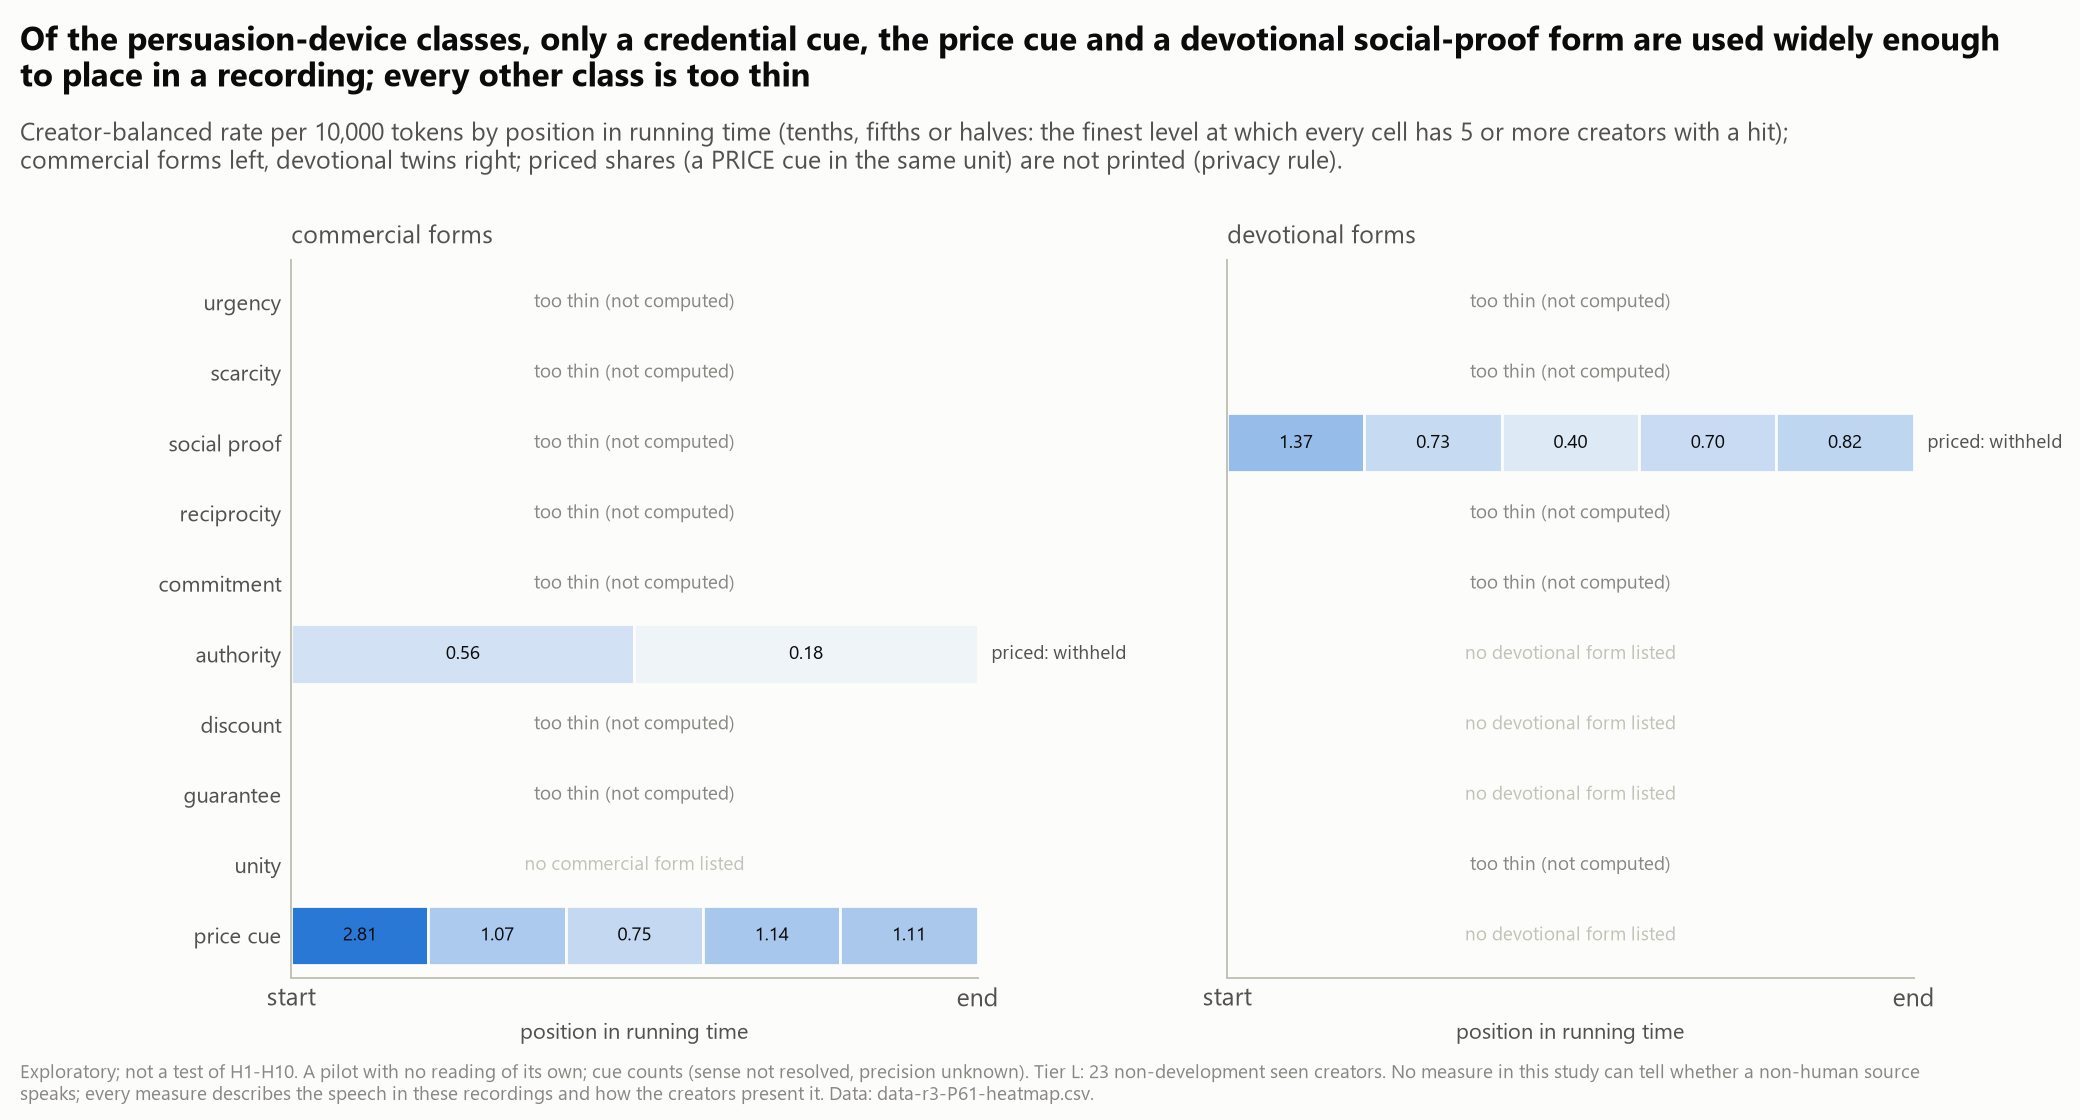 Of the persuasion-device classes, only a credential cue, the price cue and a devotional social-proof form are used widely enough
to place in a recording; every other class is too thin
Creator-balanced rate per 10,000 tokens by position in running time (tenths, fifths or halves: the finest level at which every cell has 5 or more creators with a hit);
commercial forms left, devotional twins right; priced shares (a PRICE cue in the same unit) are not printed (privacy rule).
commercial forms
devotional forms
urgency too thin (not computed) too thin (not computed)
scarcity too thin (not computed) too thin (not computed)
social proof too thin (not computed) 1.37 0.73 0.40 0.70 0.82 priced: withheld
reciprocity too thin (not computed) too thin (not computed)
commitment too thin (not computed) too thin (not computed)
authority 0.56 0.18 priced: withheld no devotional form listed
discount too thin (not computed) no devotional form listed
guarantee too thin (not computed) no devotional form listed
unity no commercial form listed too thin (not computed)
price cue 2.81 1.07 0.75 1.14 1.11 no devotional form listed
start end start end
position in running time position in running time
Exploratory; not a test of H1-H10. A pilot with no reading of its own; cue counts (sense not resolved, precision unknown). Tier L: 23 non-development seen creators. No measure in this study can tell whether a non-human source
speaks; every measure describes the speech in these recordings and how the creators present it. Data: data-r3-P61-heatmap.csv.